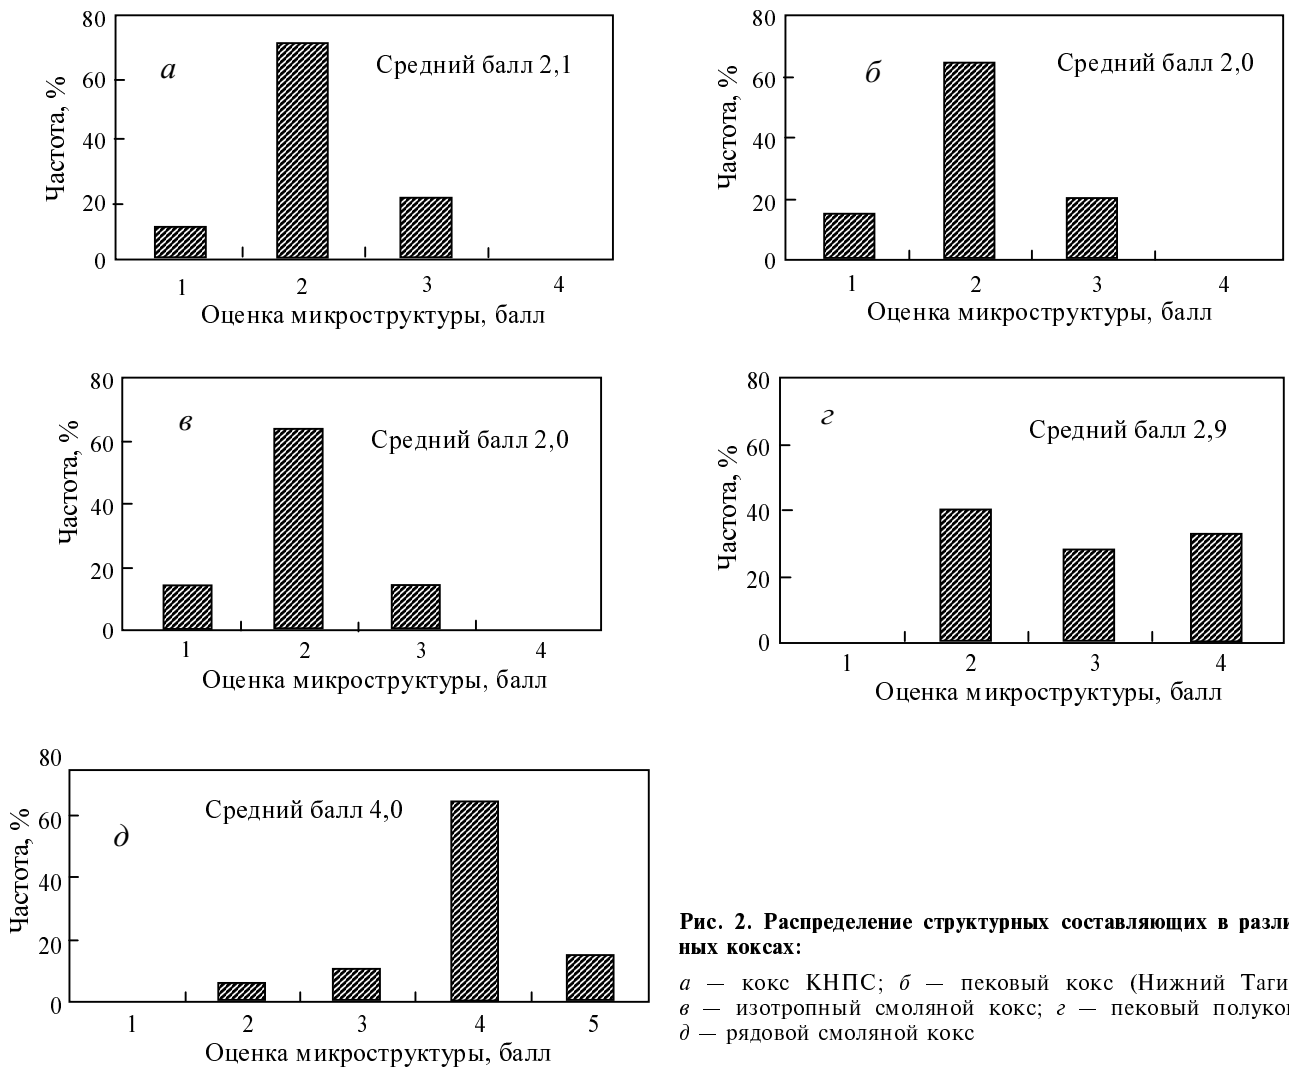 80
60
40
20
0
Частота, %
а
Средний балл 2,1
1 2 3 4
Оценка микроструктуры, балл
80
60
40
20
0
Частота, %
б
Средний балл 2,0
1 2 3 4
Оценка микроструктуры, балл
80
60
40
20
0
Частота, %
в
Средний балл 2,0
1 2 3 4
Оценка микроструктуры, балл
80
60
40
20
0
Частота, %
г
Средний балл 2,9
1 2 3 4
Оценка микроструктуры, балл
80
60
40
20
0
Частота, %
д
Средний балл 4,0
1 2 3 4 5
Оценка микроструктуры, балл
Рис. 2. Распределение структурных составляющих в
ных коксах:
а — кокс КНПС; б — пековый кокс (Нижний
в — изотропный смоляной кокс; г — пековый
д — рядовой смоляной кокс